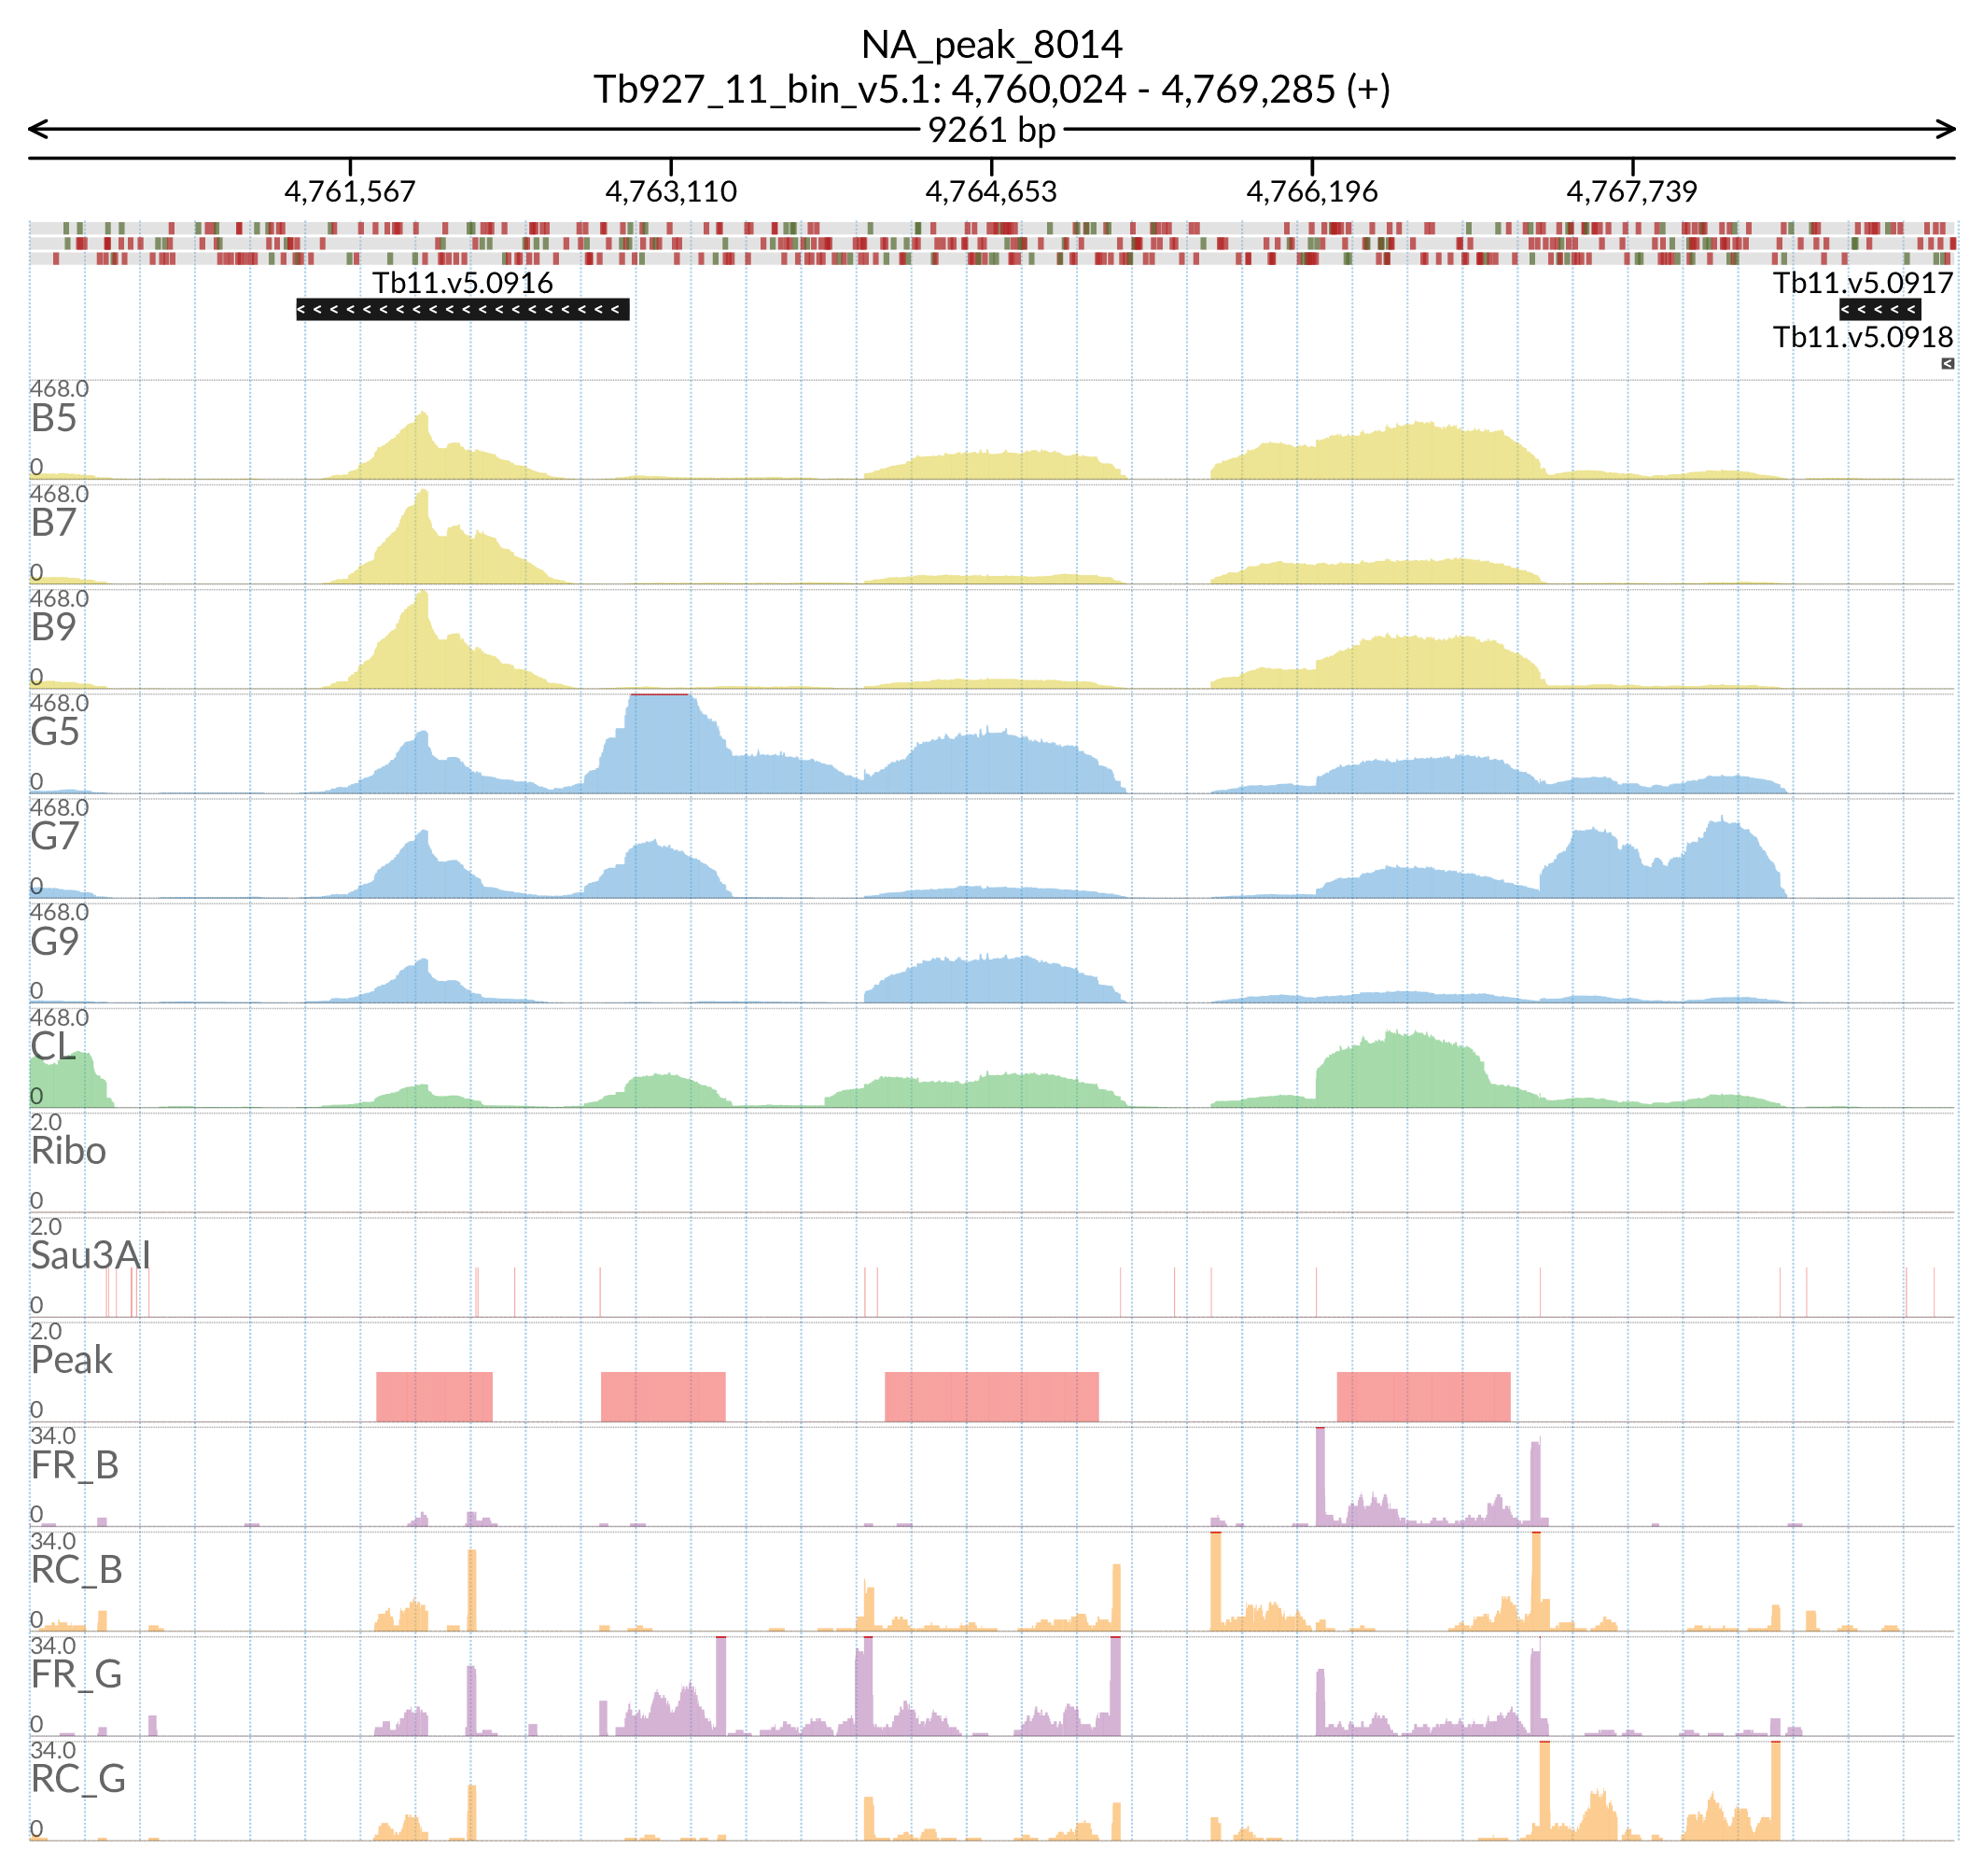 NA_peak_8014
Tb927_11_bin_v5.1: 4,760,024 - 4,769,285 (+)
9261 bp
4,761,567 4,763,110 4,764,653 4,766,196 4,767,739
Tb11.v5.0916 Tb11.v5.0917
Tb11.v5.0918
468.0
B5
0
468.0
B7
0
468.0
B9
0
468.0
G5
0
468.0
G7
0
468.0
G9
0
468.0
CL
0
2.0
Ribo
0
2.0
Sau3AI
0
2.0
Peak
0
34.0
FR_B
0
34.0
RC_B
0
34.0
FR_G
0
34.0
RC_G
0